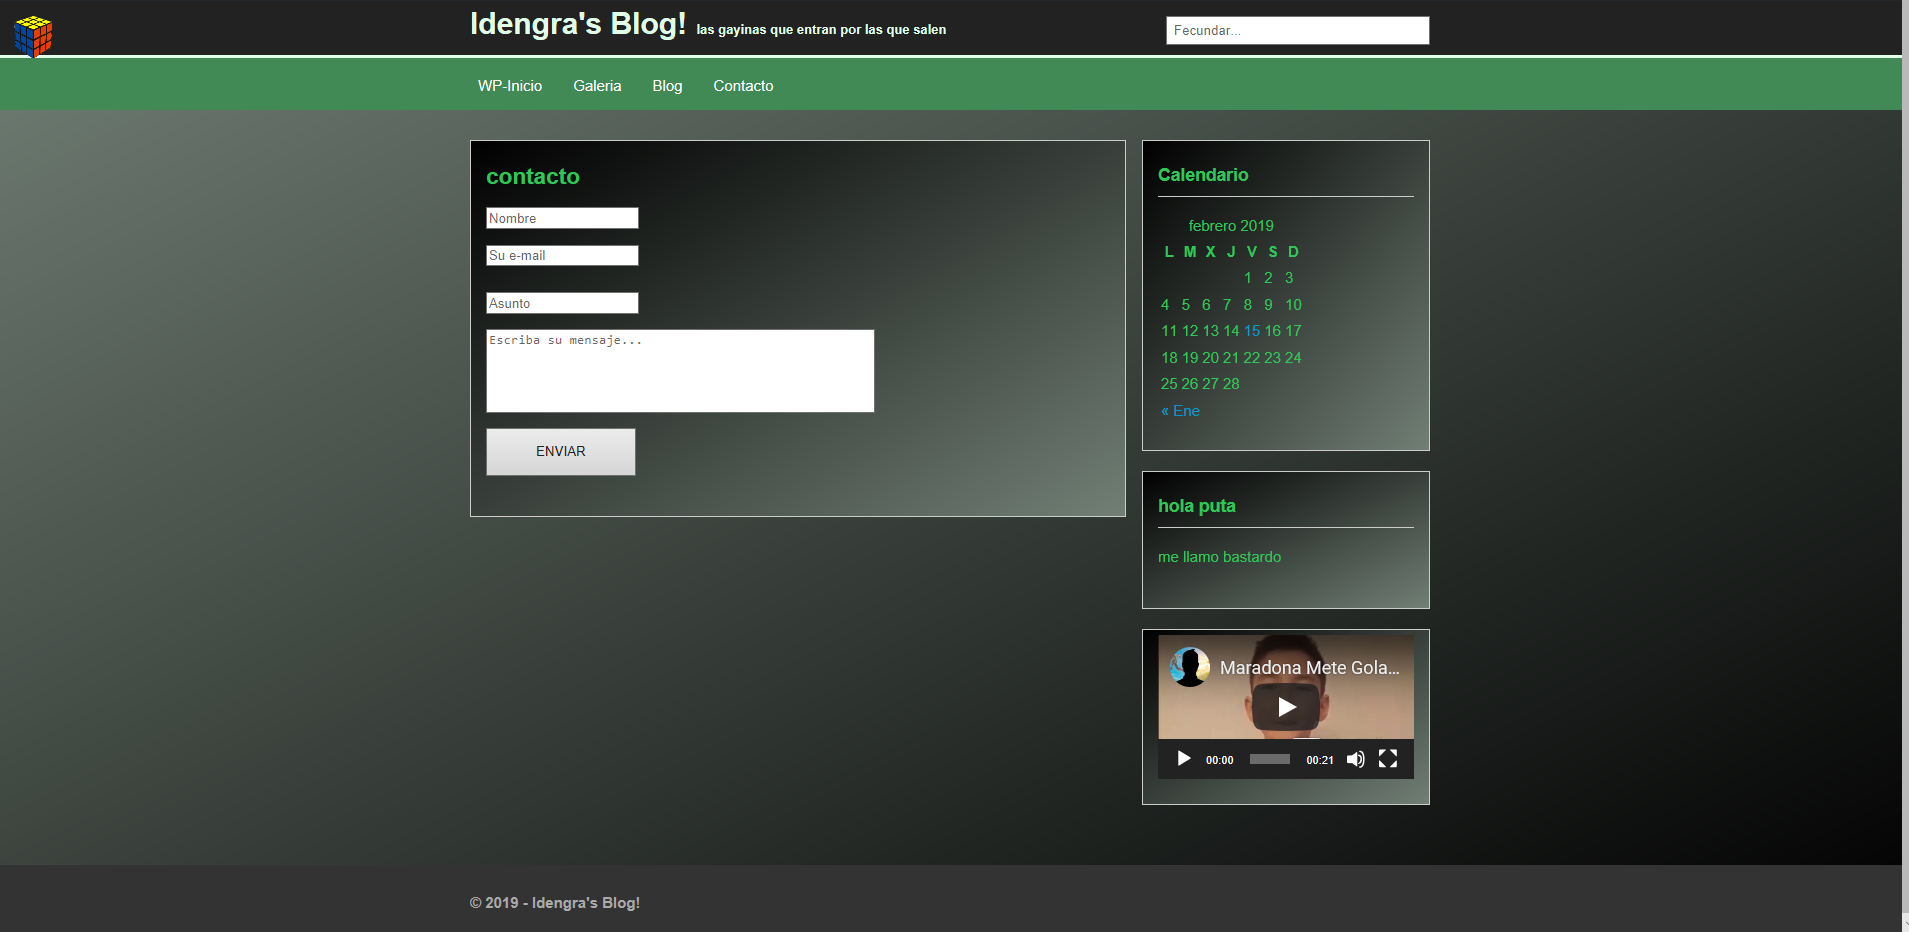 Idengra's Blog! las gayinas que entran por las que salen
Fecundar...
WP-Inicio Galeria Blog Contacto
contacto
Nombre
Su e-mail
Asunto
Escriba su mensaje...
ENVIAR
Calendario
febrero 2019
L M X J V S D
1 2 3
4 5 6 7 8 9 10
11 12 13 14 15 16 17
18 19 20 21 22 23 24
25 26 27 28
« Ene
hola puta
me llamo bastardo
Maradona Mete Gola...
00:00 00:21
© 2019 - Idengra's Blog!